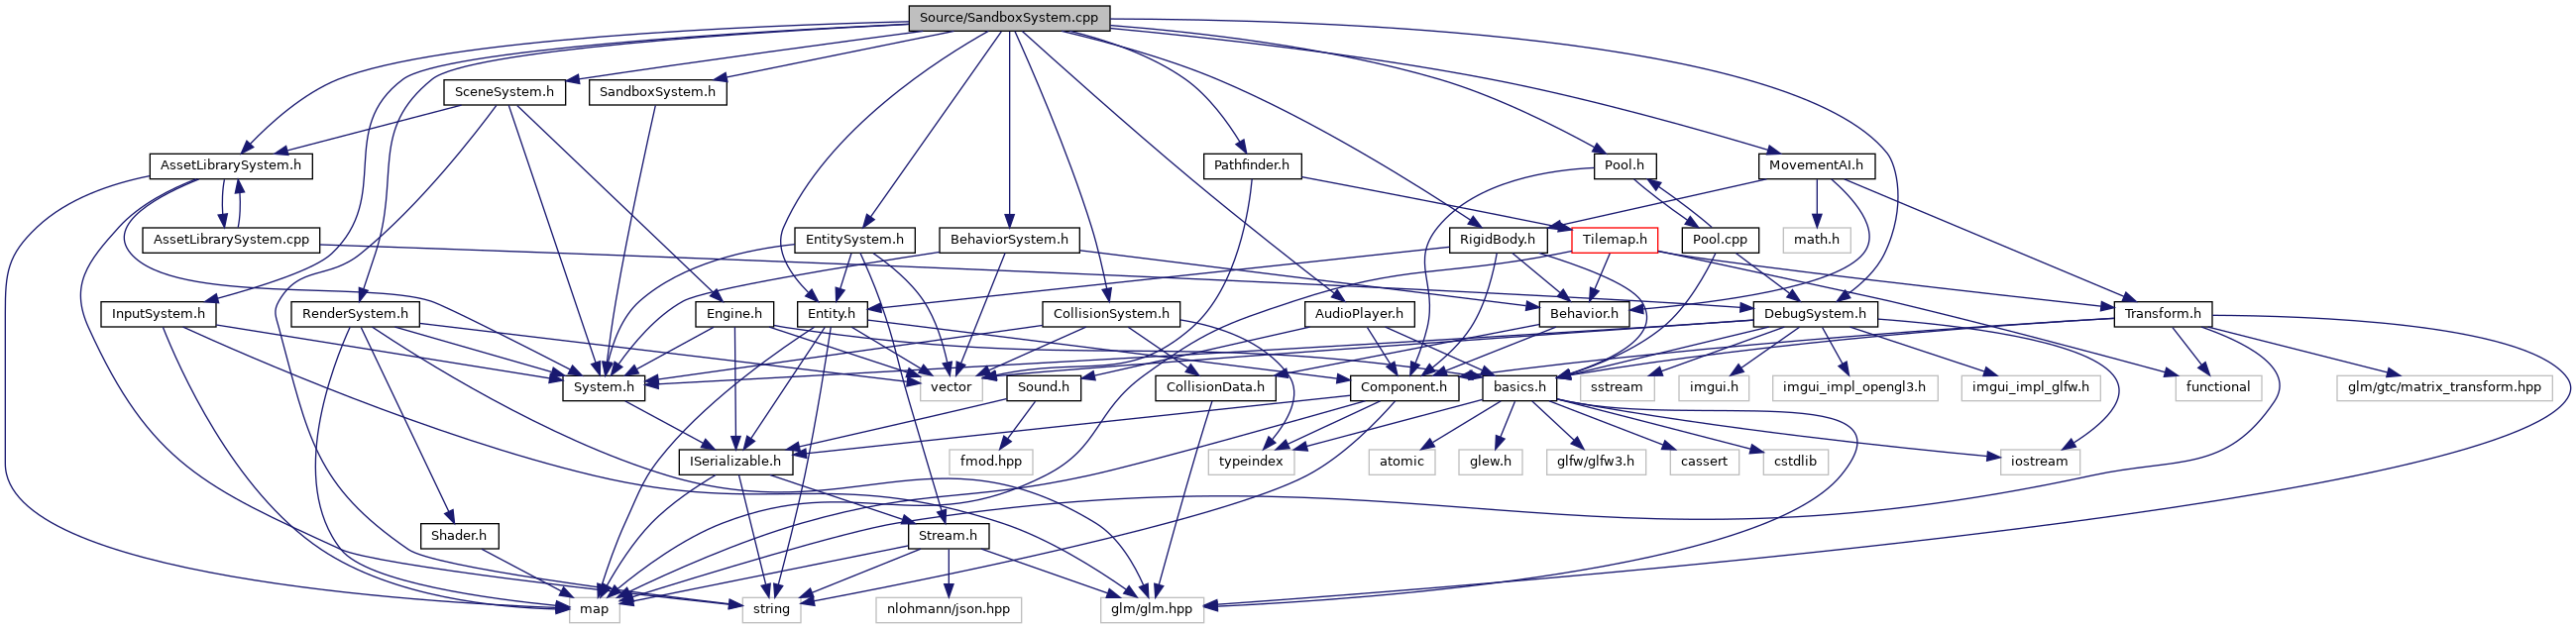 Source/SandboxSystem.cpp
SceneSystem.h
SandboxSystem.h
AssetLibrarySystem.h
Pathfinder.h
Pool.h
MovementAI.h
AssetLibrarySystem.cpp
EntitySystem.h
BehaviorSystem.h
RigidBody.h
Tilemap.h
Pool.cpp
math.h
InputSystem.h
RenderSystem.h
Engine.h
Entity.h
CollisionSystem.h
AudioPlayer.h
Behavior.h
DebugSystem.h
Transform.h
System.h
vector
Sound.h
CollisionData.h
Component.h
basics.h
sstream
imgui.h
imgui_impl_opengl3.h
imgui_impl_glfw.h
functional
glm/gtc/matrix_transform.hpp
ISerializable.h
fmod.hpp
typeindex
atomic
glew.h
glfw/glfw3.h
cassert
cstdlib
iostream
Shader.h
Stream.h
map
string
nlohmann/json.hpp
glm/glm.hpp